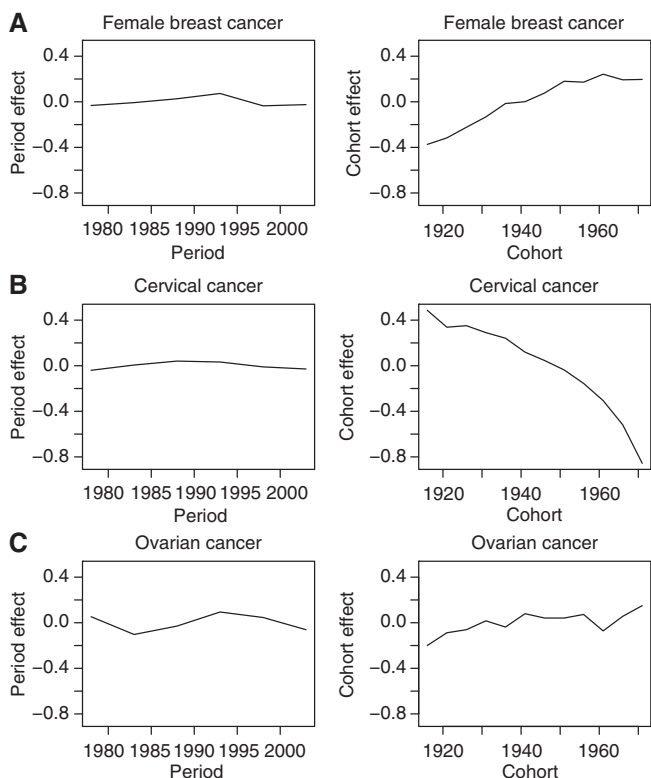 A
Female breast cancer
0.4
0.0
−0.4
−0.8
Period effect
1980 1985 1990 1995 2000
Period
Female breast cancer
0.4
0.0
−0.4
−0.8
Cohort effect
1920 1940 1960
Cohort
B
Cervical cancer
0.4
0.0
−0.4
−0.8
Period effect
1980 1985 1990 1995 2000
Period
Cervical cancer
0.4
0.0
−0.4
−0.8
Cohort effect
1920 1940 1960
Cohort
C
Ovarian cancer
0.4
0.0
−0.4
−0.8
Period effect
1980 1985 1990 1995 2000
Period
Ovarian cancer
0.4
0.0
−0.4
−0.8
Cohort effect
1920 1940 1960
Cohort